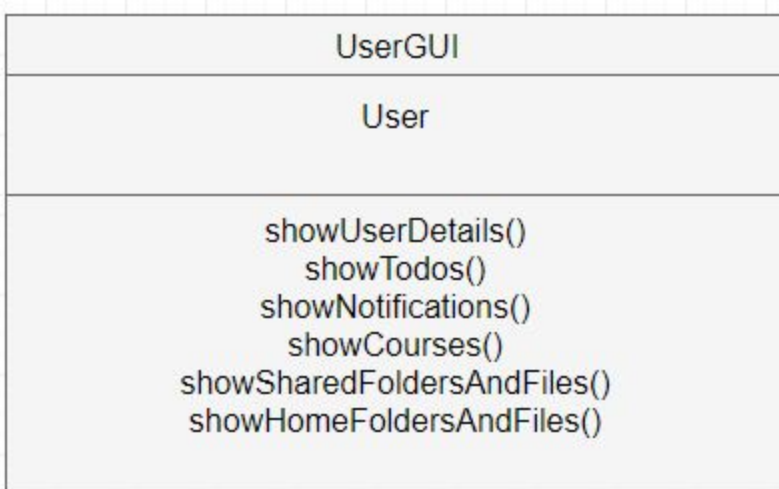 UserGUI
User
showUserDetails()
showTodos()
showNotifications()
showCourses()
showSharedFoldersAndFiles()
showHomeFoldersAndFiles()